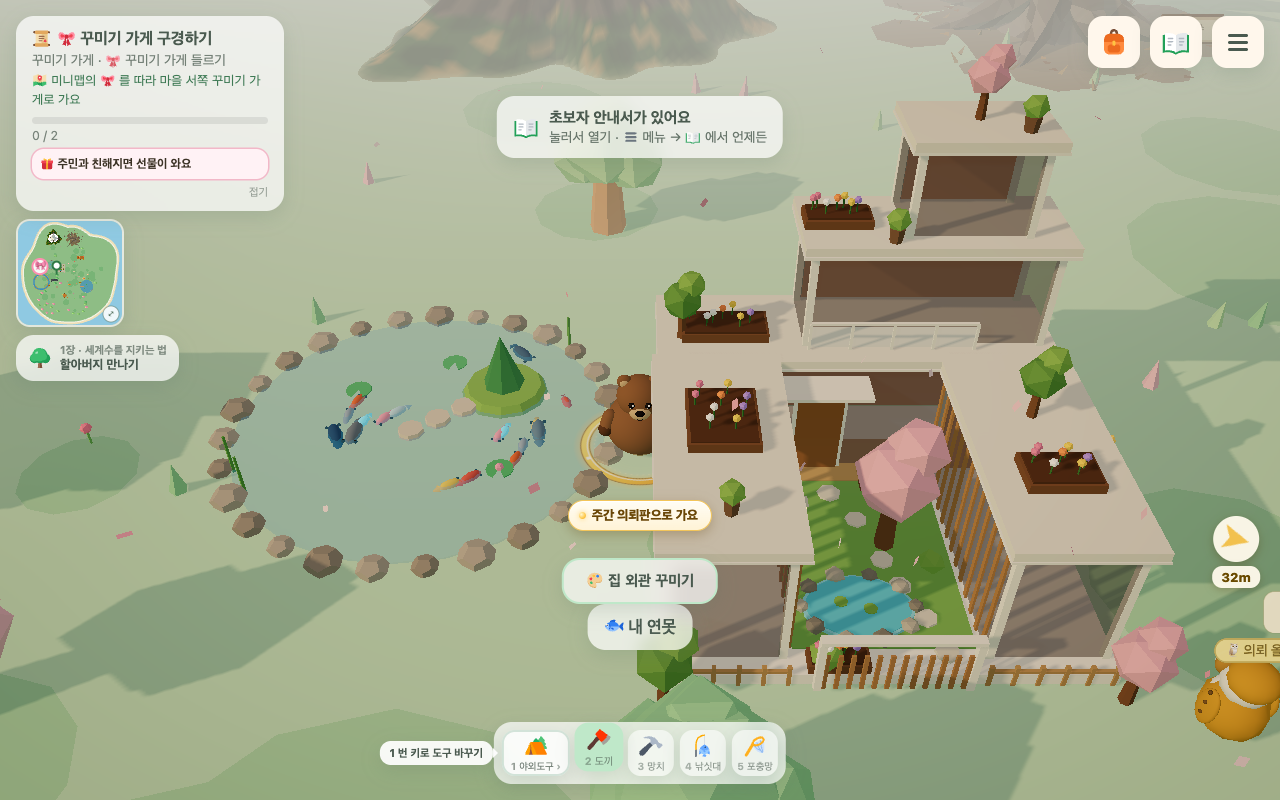 꾸미기 가게 구경하기
꾸미기 가게 · 꾸미기 가게 들르기
미니맵의 를 따라 마을 서쪽 꾸미기 가
게로 가요
0 / 2
주민과 친해지면 선물이 와요
접기
초보자 안내서가 있어요
눌러서 열기 · 메뉴 → 에서 언제든
1장 · 세계수를 지키는 법
할아버지 만나기
주간 의뢰판으로 가요
집 외관 꾸미기
내 연못
32m
의뢰
1 번 키로 도구 바꾸기
1 야외도구 ›
2 도끼
3 망치
4 낚싯대
5 포충망